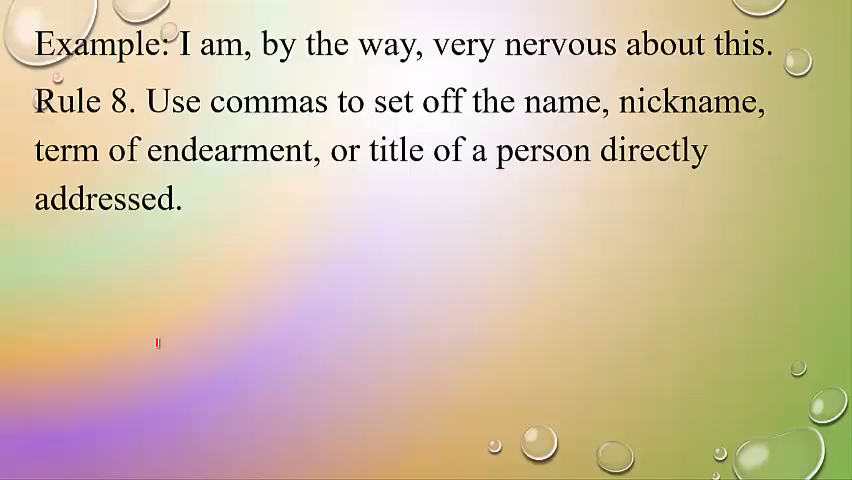 Example: I am, by the way, very nervous about this.
Rule 8. Use commas to set off the name, nickname,
term of endearment, or title of a person directly
addressed.